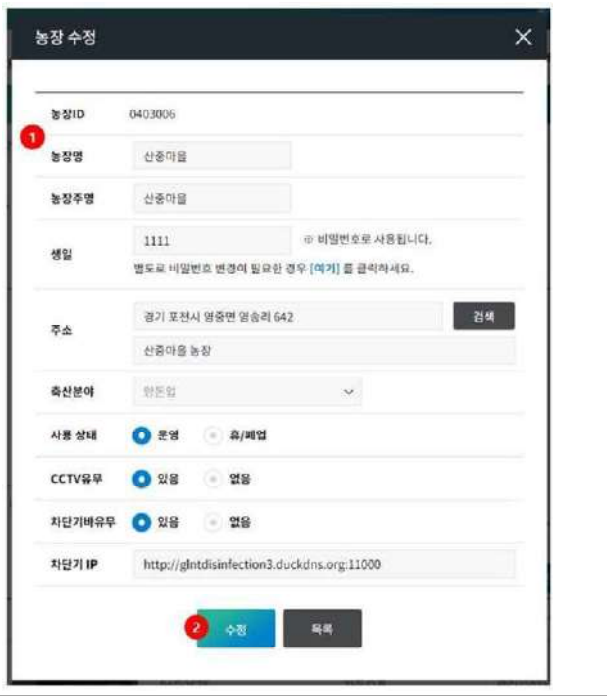 농장 수정
농장ID 0403006
1
농장명 산중마을
농장주명 산중마을
생일 1111 ※ 비밀번호로 사용됩니다.
별도로 비밀번호 변경이 필요한 경우 [여기] 를 클릭하세요.
주소 경기 포천시 영중면 영송리 642 검색
산중마을 농장
축산분야 양돈업
사용 상태 운영 휴/폐업
CCTV유무 있음 없음
차단기바유무 있음 없음
차단기 IP http://glntdisinfection3.duckdns.org:11000
2 수정 목록